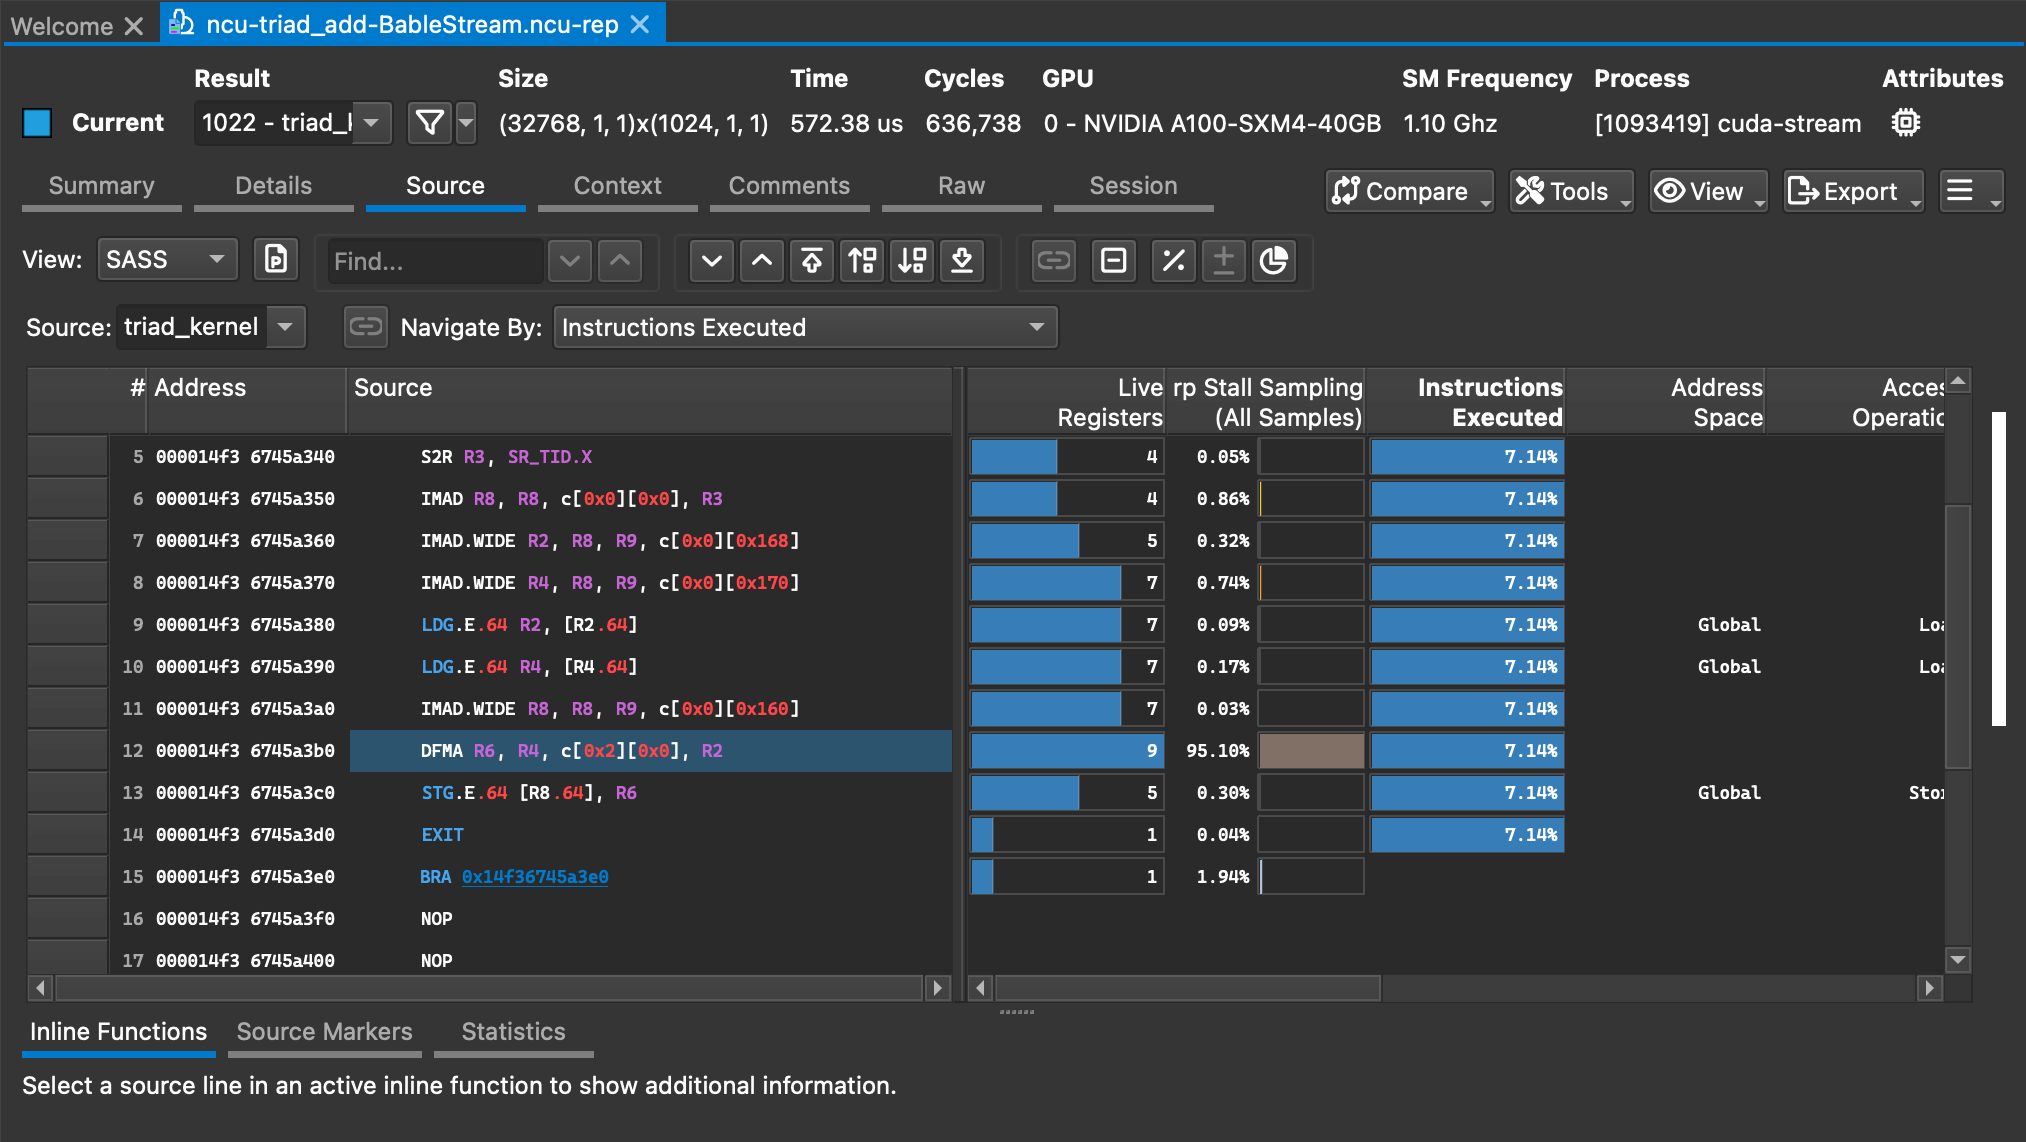 Welcome
ncu-triad_add-BableStream.ncu-rep
Result Size Time Cycles GPU SM Frequency Process Attributes
Current 1022 - triad_k (32768, 1, 1)x(1024, 1, 1) 572.38 us 636,738 0 - NVIDIA A100-SXM4-40GB 1.10 Ghz [1093419] cuda-stream
Summary Details Source Context Comments Raw Session Compare Tools View Export
View: SASS Find...
Source: triad_kernel Navigate By: Instructions Executed
# Address Source Live Registers rp Stall Sampling (All Samples) Instructions Executed Address Space Acces Operatio
5 000014f3 6745a340 S2R R3, SR_TID.X 4 0.05% 7.14%
6 000014f3 6745a350 IMAD R8, R8, c[0x0][0x0], R3 4 0.86% 7.14%
7 000014f3 6745a360 IMAD.WIDE R2, R8, R9, c[0x0][0x168] 5 0.32% 7.14%
8 000014f3 6745a370 IMAD.WIDE R4, R8, R9, c[0x0][0x170] 7 0.74% 7.14%
9 000014f3 6745a380 LDG.E.64 R2, [R2.64] 7 0.09% 7.14% Global Loa
10 000014f3 6745a390 LDG.E.64 R4, [R4.64] 7 0.17% 7.14% Global Loa
11 000014f3 6745a3a0 IMAD.WIDE R8, R8, R9, c[0x0][0x160] 7 0.03% 7.14%
12 000014f3 6745a3b0 DFMA R6, R4, c[0x2][0x0], R2 9 95.10% 7.14%
13 000014f3 6745a3c0 STG.E.64 [R8.64], R6 5 0.30% 7.14% Global Stor
14 000014f3 6745a3d0 EXIT 1 0.04% 7.14%
15 000014f3 6745a3e0 BRA 0x14f36745a3e0 1 1.94%
16 000014f3 6745a3f0 NOP
17 000014f3 6745a400 NOP
Inline Functions Source Markers Statistics
Select a source line in an active inline function to show additional information.